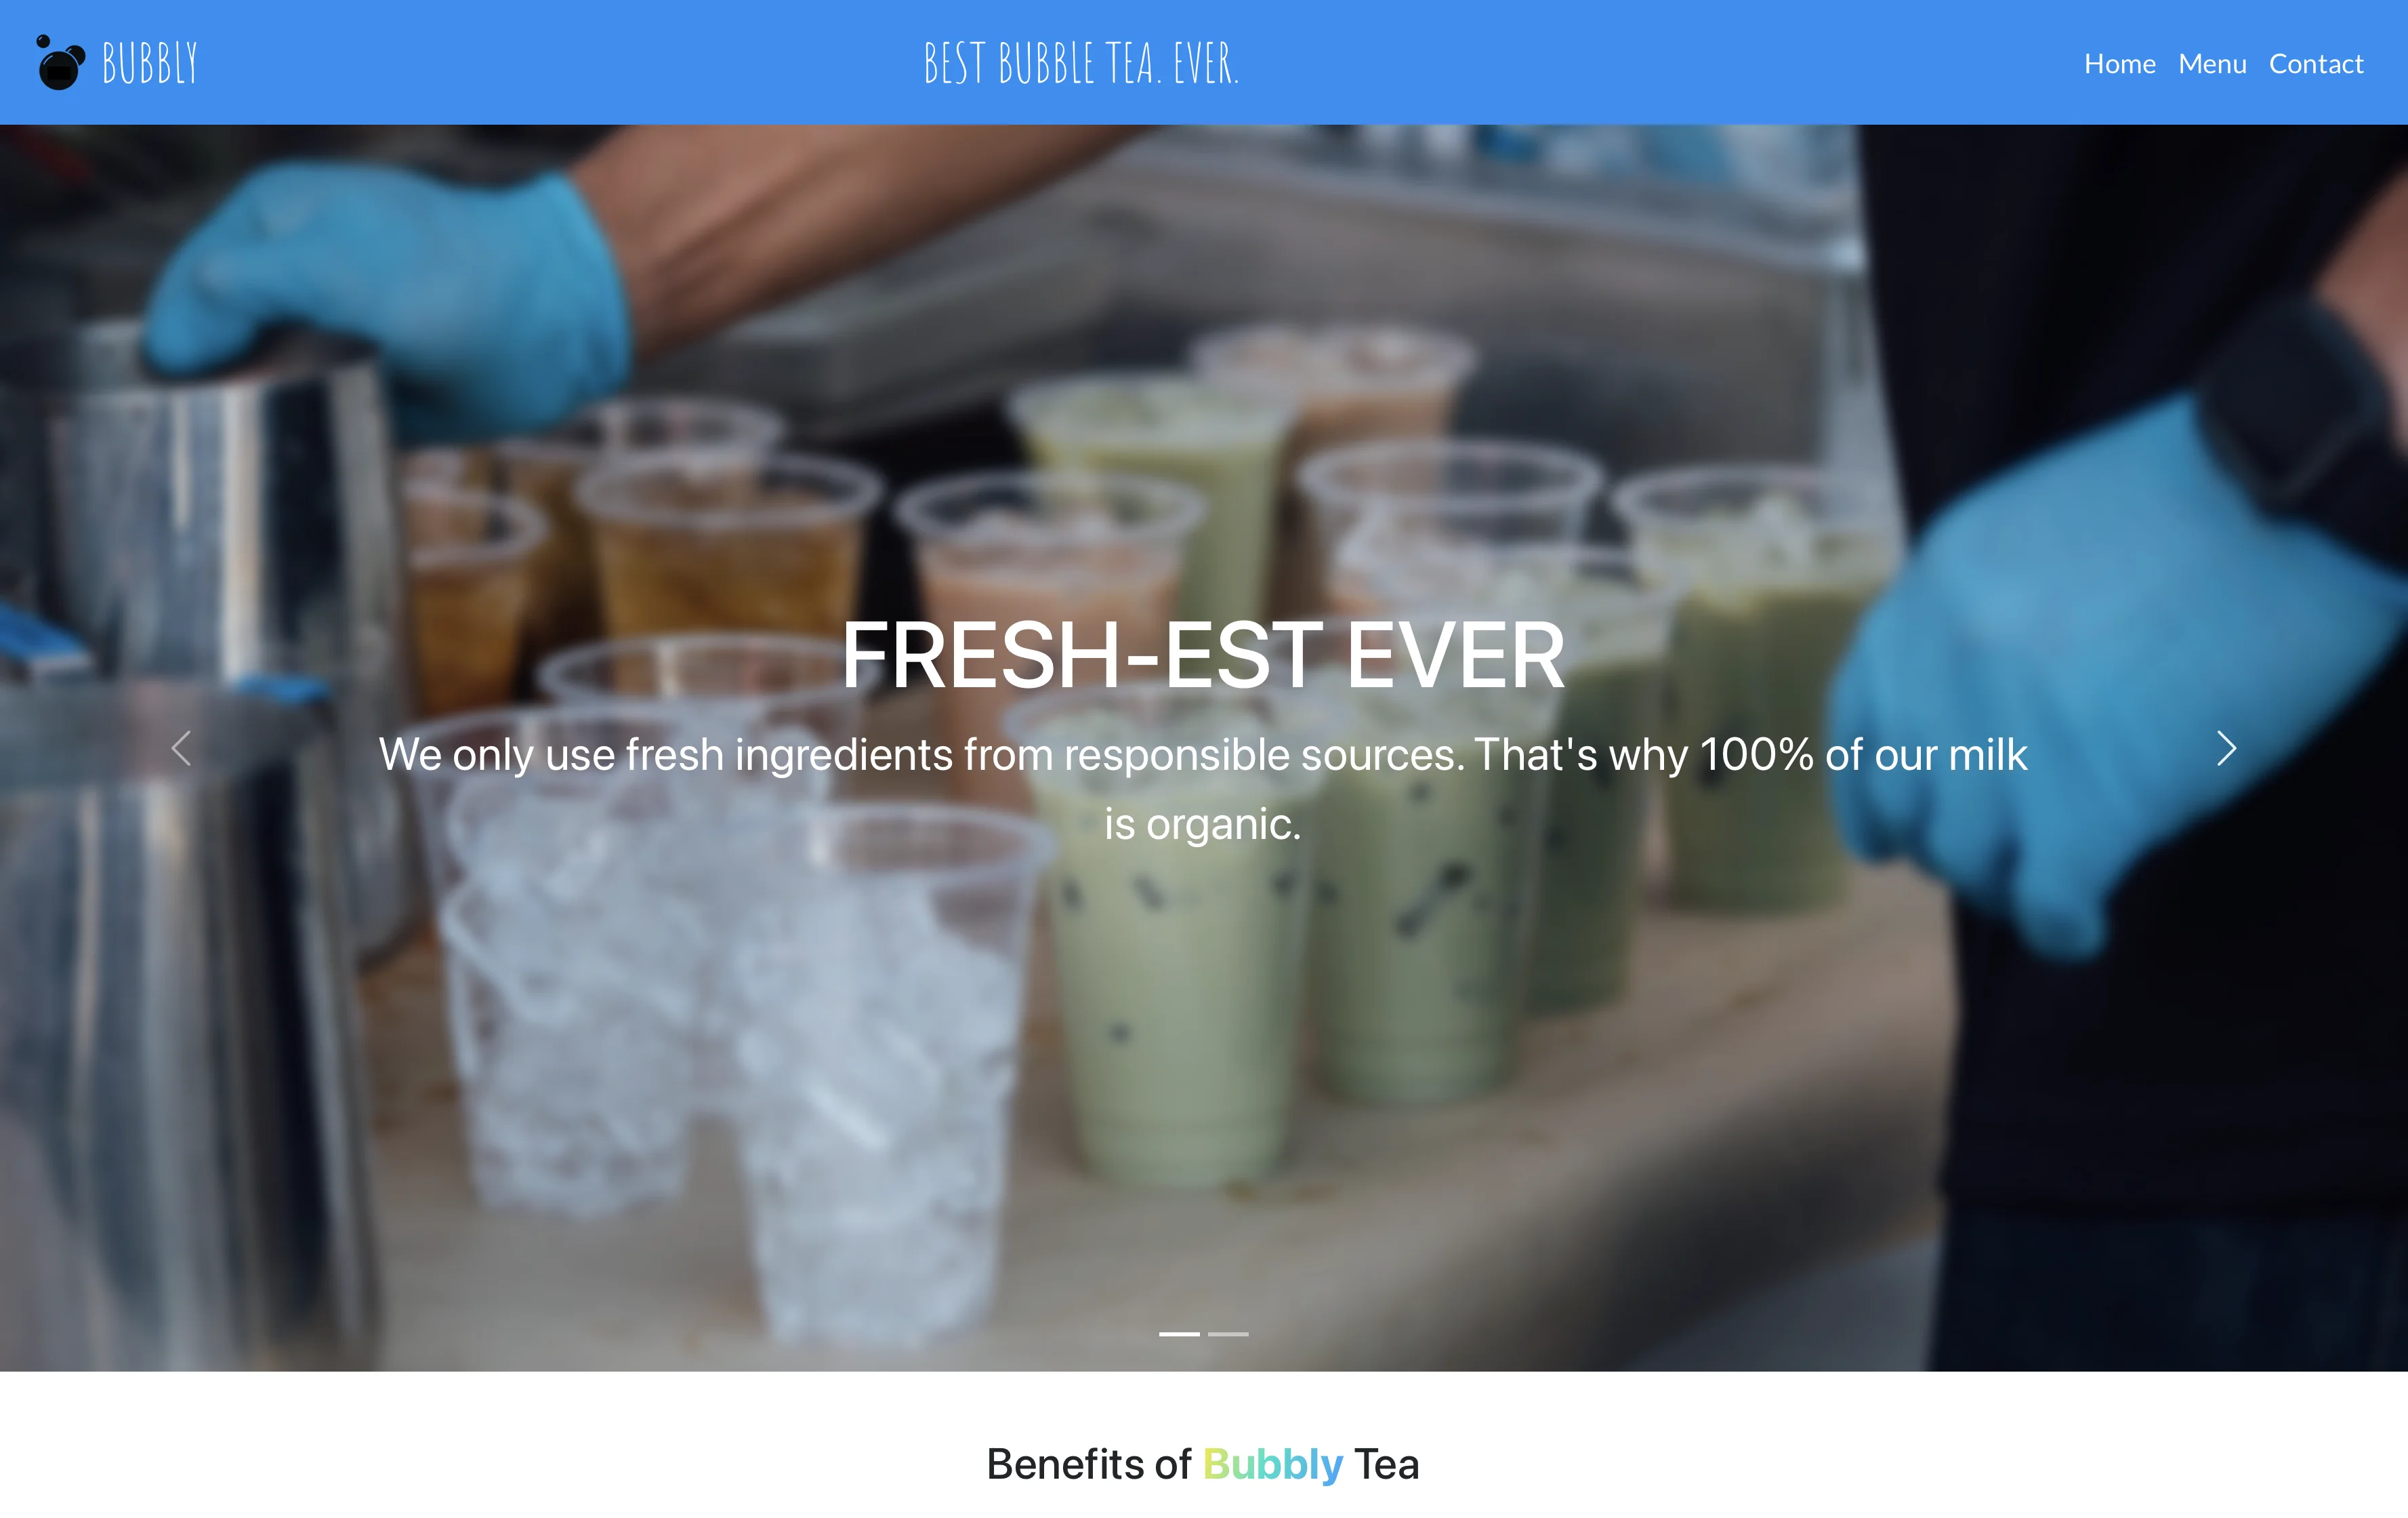 BUBBLY
BEST BUBBLE TEA. EVER.
Home Menu Contact
FRESH-EST EVER
We only use fresh ingredients from responsible sources. That's why 100% of our milk
is organic.
Benefits of Bubbly Tea